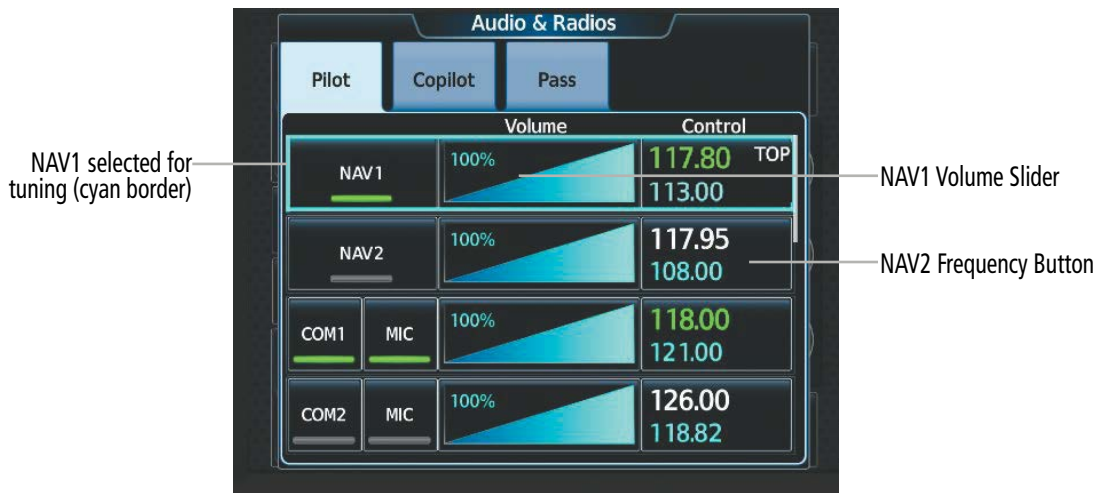 Audio & Radios
Pilot Copilot Pass
Volume Control
NAV1 selected for
tuning (cyan border)
NAV1 100% 117.80 TOP
113.00
NAV1 Volume Slider
NAV2 100% 117.95
108.00
NAV2 Frequency Button
COM1 MIC 100% 118.00
121.00
COM2 MIC 100% 126.00
118.82